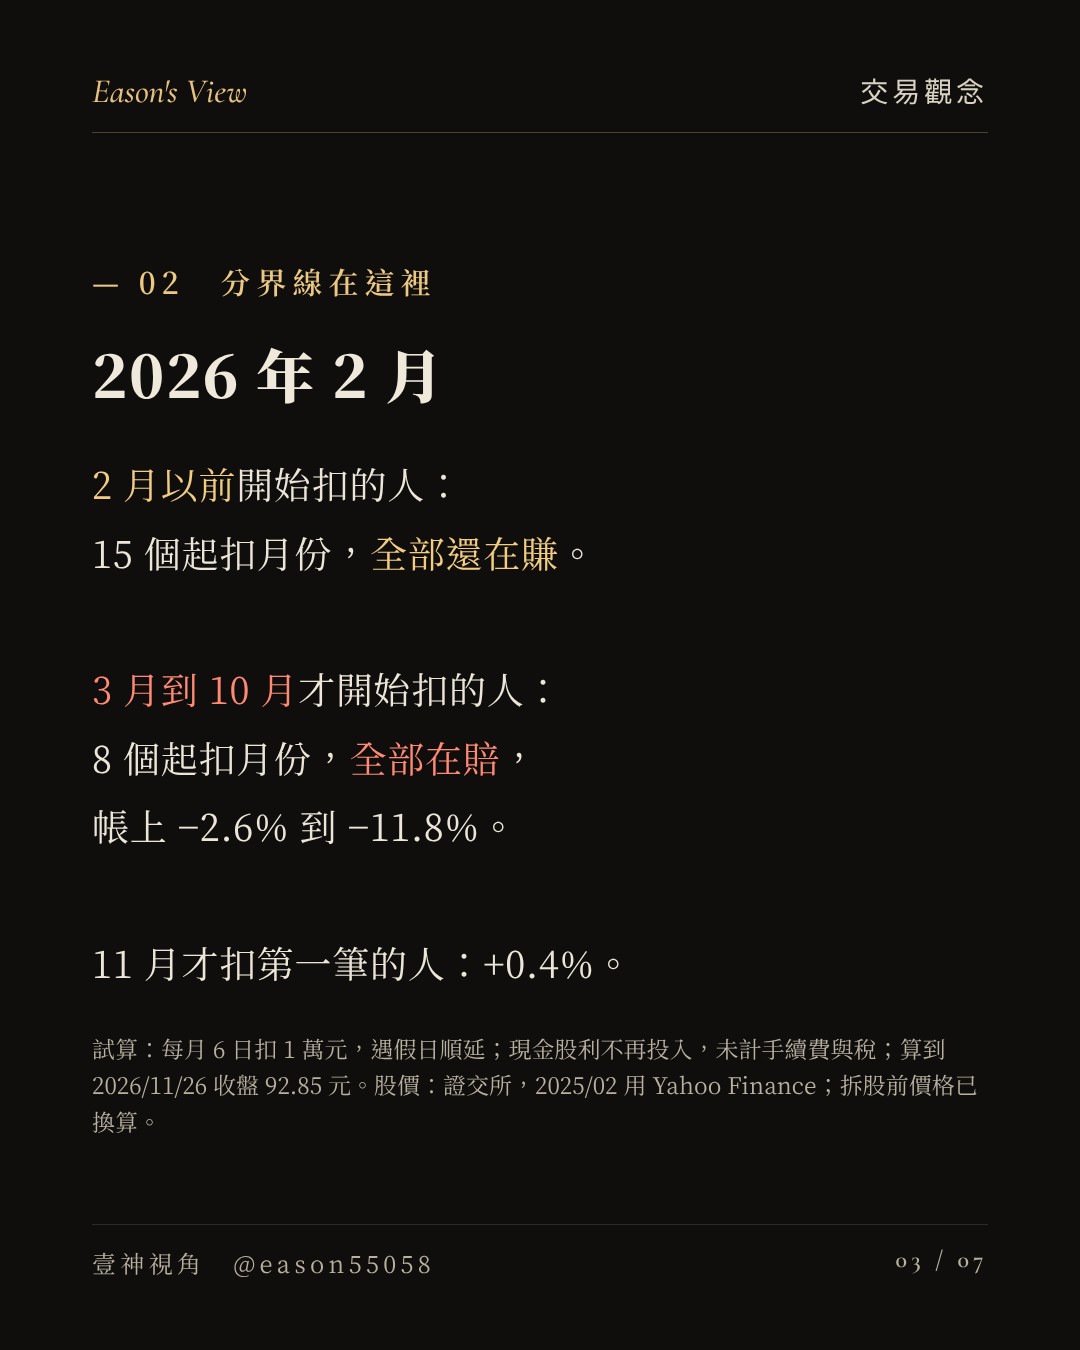 Eason's View
交易觀念
— 02 分界線在這裡
2026 年 2 月
2 月以前開始扣的人：
15 個起扣月份，全部還在賺。
3 月到 10 月才開始扣的人：
8 個起扣月份，全部在賠，
帳上 −2.6% 到 −11.8%。
11 月才扣第一筆的人：+0.4%。
試算：每月 6 日扣 1 萬元，遇假日順延；現金股利不再投入，未計手續費與稅；算到
2026/11/26 收盤 92.85 元。股價：證交所，2025/02 用 Yahoo Finance；拆股前價格已
換算。
壹神視角 @eason55058
03 / 07